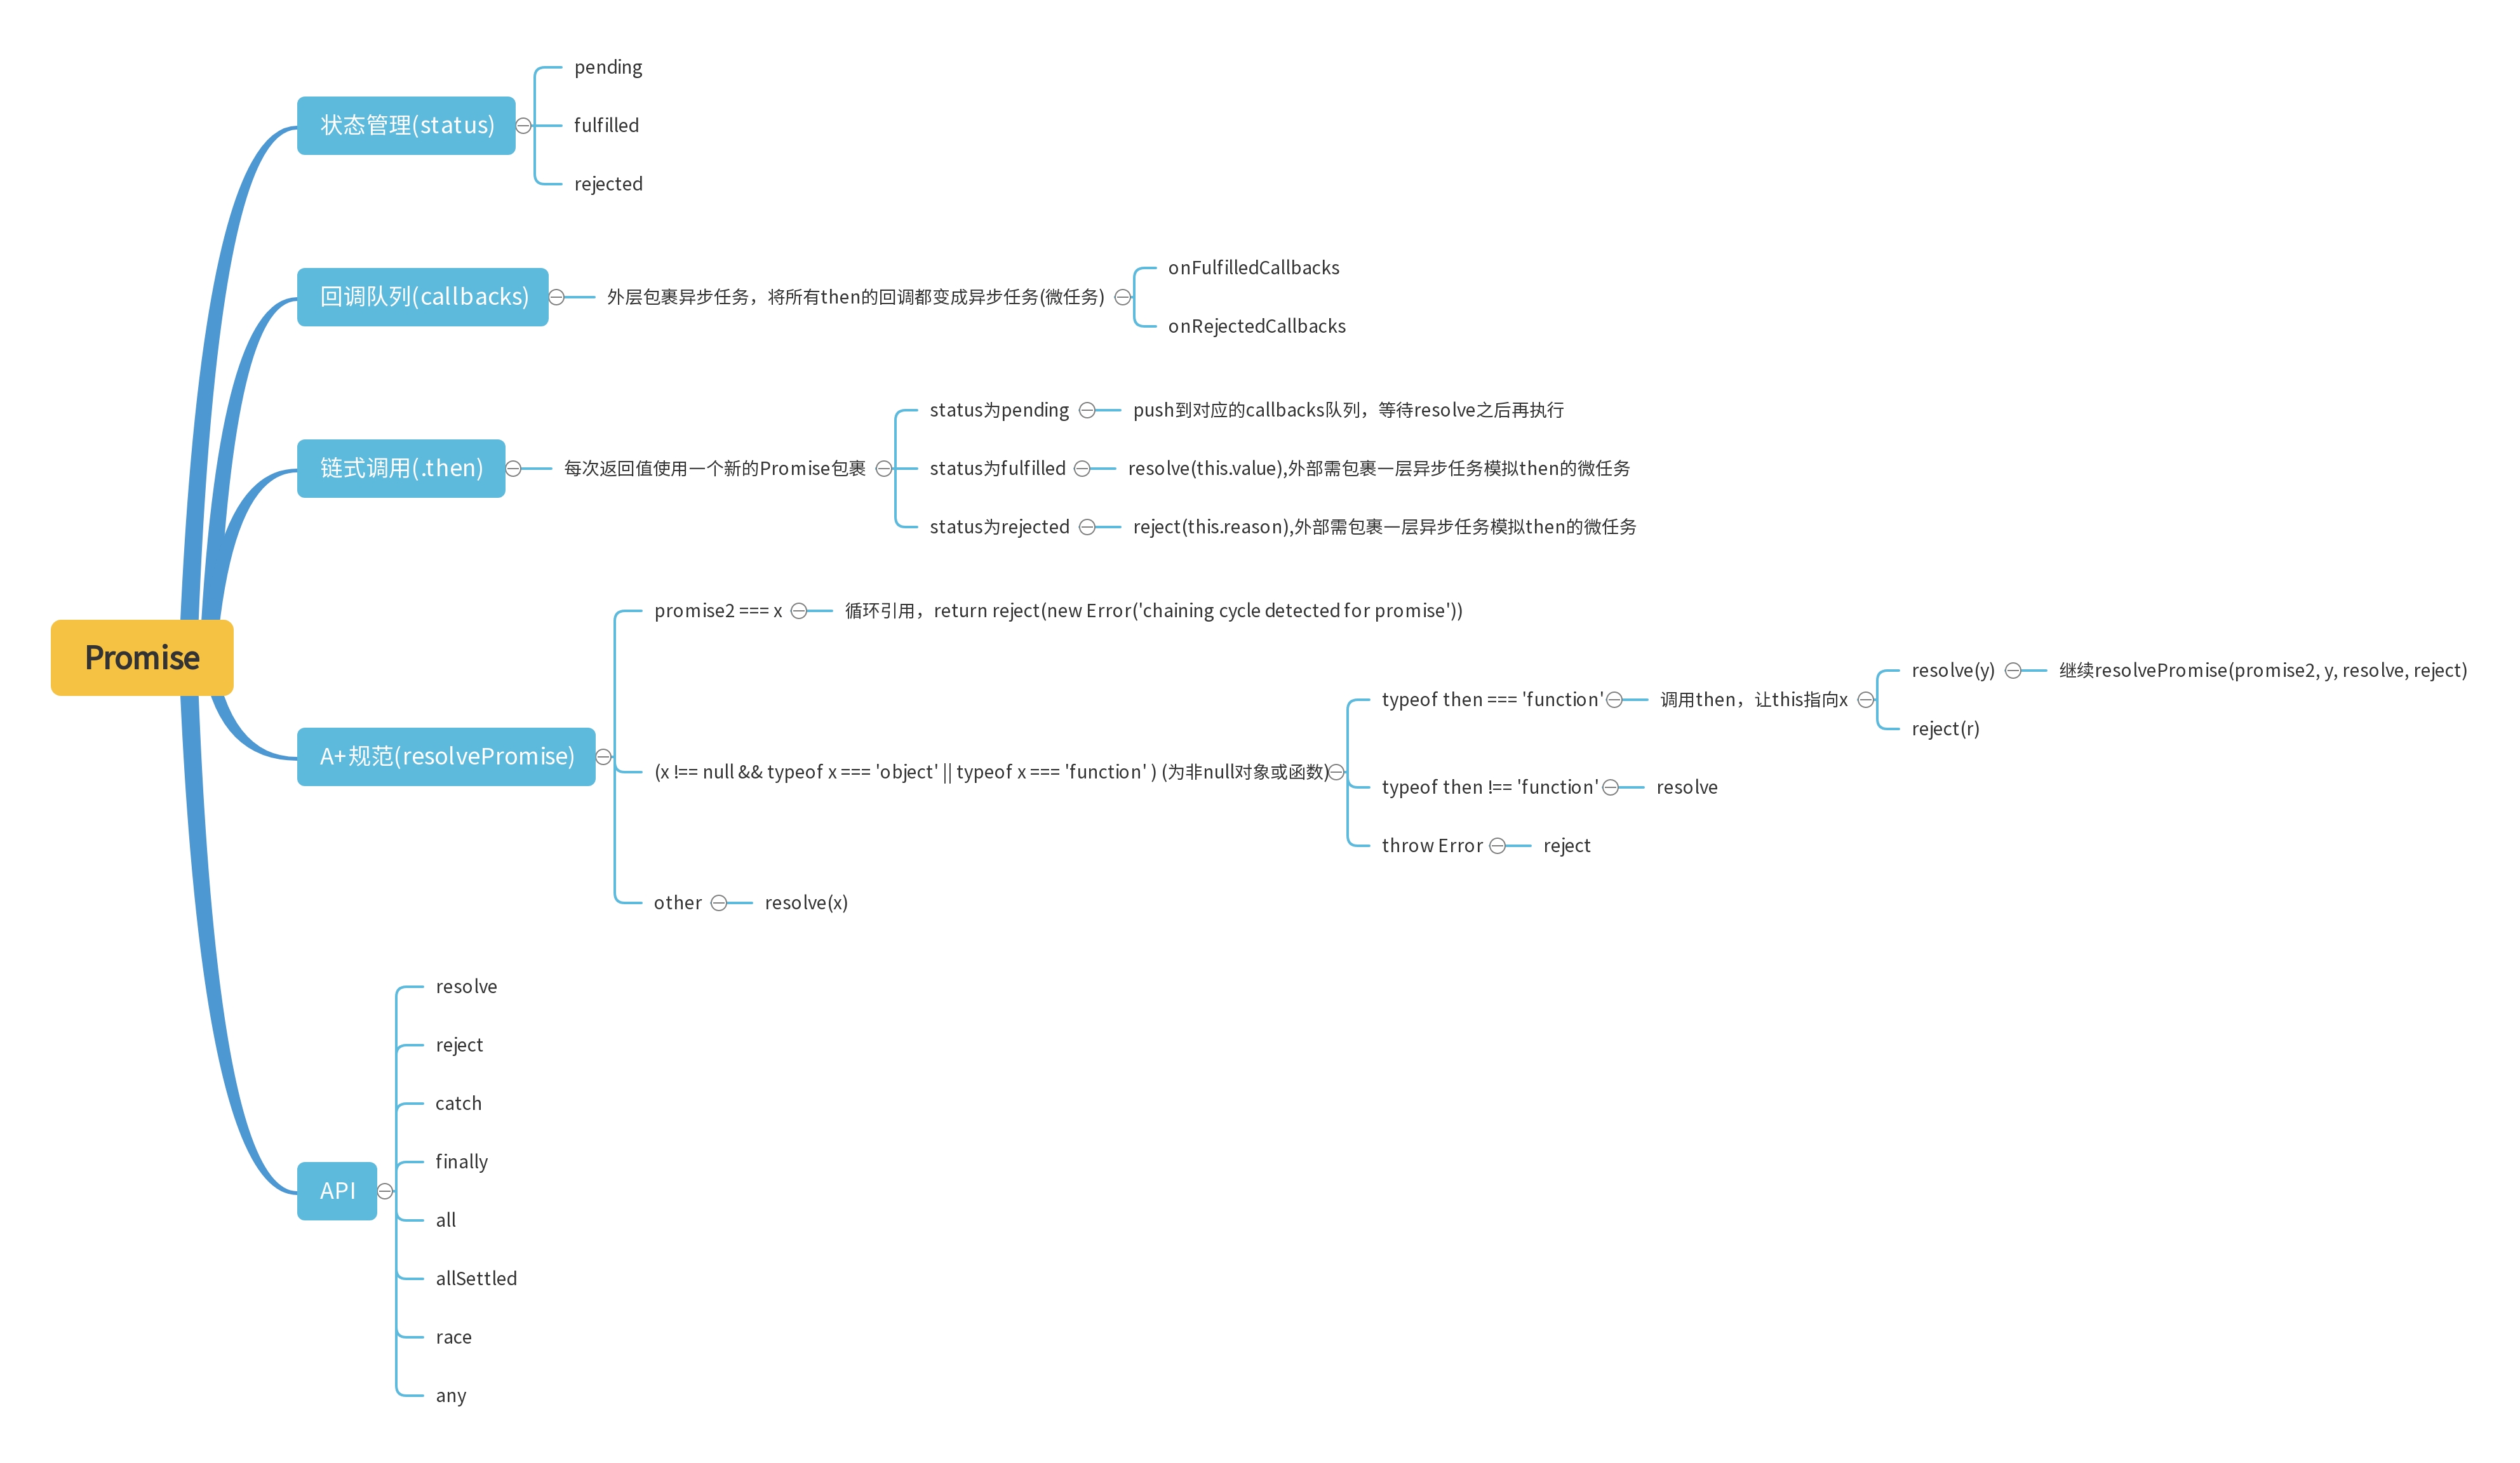 Promise
状态管理(status)
pending
fulfilled
rejected
回调队列(callbacks)
外层包裹异步任务，将所有then的回调都变成异步任务(微任务)
onFulfilledCallbacks
onRejectedCallbacks
链式调用(.then)
每次返回值使用一个新的Promise包裹
status为pending
push到对应的callbacks队列，等待resolve之后再执行
status为fulfilled
resolve(this.value),外部需包裹一层异步任务模拟then的微任务
status为rejected
reject(this.reason),外部需包裹一层异步任务模拟then的微任务
A+规范(resolvePromise)
promise2 === x
循环引用，return reject(new Error('chaining cycle detected for promise'))
(x !== null && typeof x === 'object' || typeof x === 'function' ) (为非null对象或函数)
typeof then === 'function'
调用then，让this指向x
resolve(y)
继续resolvePromise(promise2, y, resolve, reject)
reject(r)
typeof then !== 'function'
resolve
throw Error
reject
other
resolve(x)
API
resolve
reject
catch
finally
all
allSettled
race
any